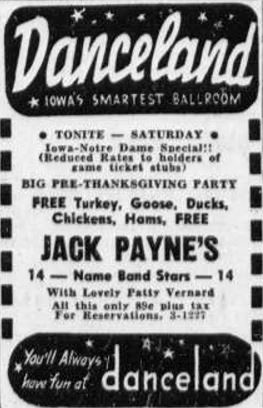 Danceland
IOWA'S SMARTEST BALLROOM
TONITE — SATURDAY
Iowa-Notre Dame Special!!
(Reduced Rates to holders of
game ticket stubs)
BIG PRE-THANKSGIVING PARTY
FREE Turkey, Goose, Ducks,
Chickens, Hams, FREE
JACK PAYNE'S
14 — Name Band Stars — 14
With Lovely Patty Vernard
All this only 89c plus tax
For Reservations, 3-1227
You'll Always
have fun at danceland